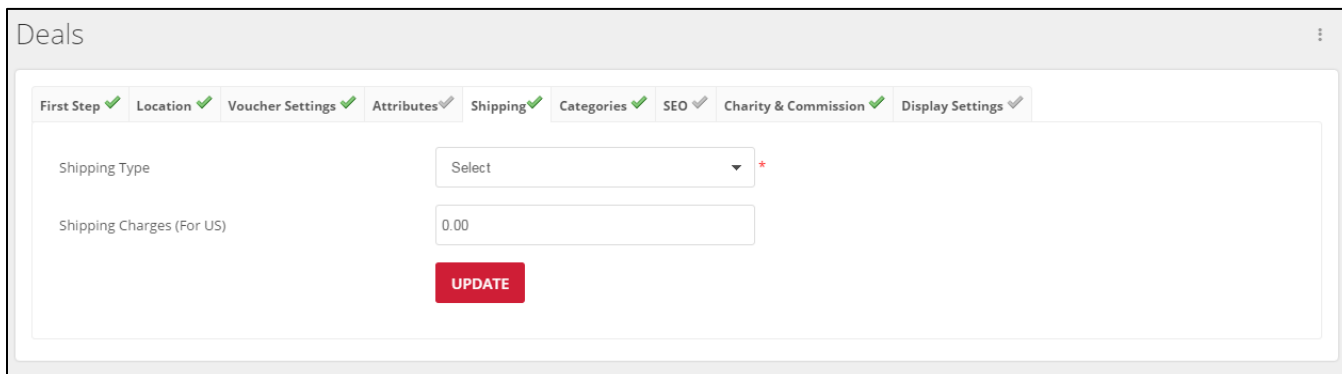 Deals
First Step Location Voucher Settings Attributes Shipping Categories SEO Charity & Commission Display Settings
Shipping Type Select *
Shipping Charges (For US) 0.00
UPDATE